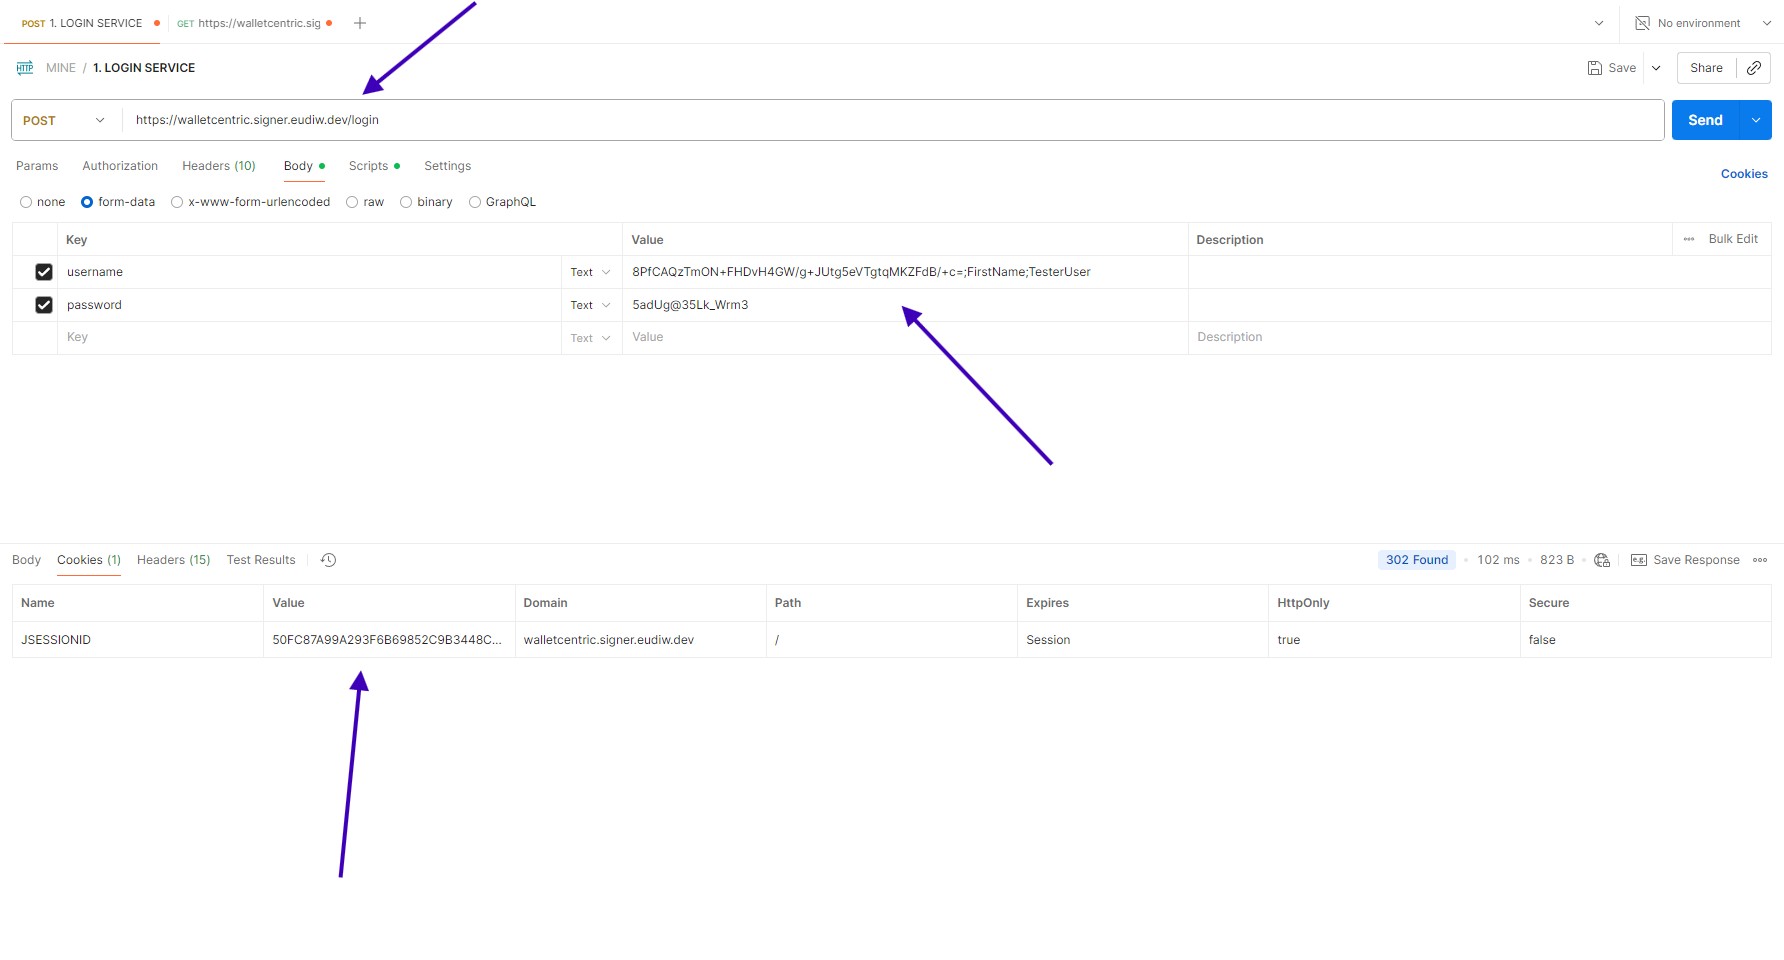 POST 1. LOGIN SERVICE GET https://walletcentric.sig No environment
HTTP MINE / 1. LOGIN SERVICE Save Share
POST https://walletcentric.signer.eudiw.dev/login Send
Params Authorization Headers (10) Body Scripts Settings Cookies
none form-data x-www-form-urlencoded raw binary GraphQL
Key Value Description Bulk Edit
username Text 8PfCAQzTmON+FHDvH4GW/g+JUtg5eVTgtqMKZFdB/+c=;FirstName;TesterUser
password Text 5adUg@35Lk_Wrm3
Key Text Value Description
Body Cookies (1) Headers (15) Test Results 302 Found 102 ms 823 B e.g. Save Response
Name Value Domain Path Expires HttpOnly Secure
JSESSIONID 50FC87A99A293F6B69852C9B3448C... walletcentric.signer.eudiw.dev / Session true false